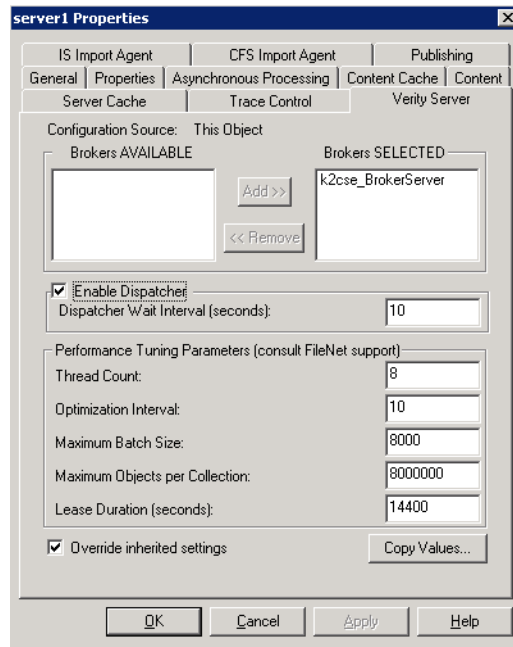 server1 Properties
IS Import Agent CFS Import Agent Publishing
General Properties Asynchronous Processing Content Cache Content
Server Cache Trace Control Verity Server
Configuration Source: This Object
Brokers AVAILABLE Brokers SELECTED
k2cse_BrokerServer
Add >>
<< Remove
Enable Dispatcher
Dispatcher Wait Interval (seconds): 10
Performance Tuning Parameters (consult FileNet support)
Thread Count: 8
Optimization Interval: 10
Maximum Batch Size: 8000
Maximum Objects per Collection: 8000000
Lease Duration (seconds): 14400
Override inherited settings Copy Values...
OK Cancel Apply Help